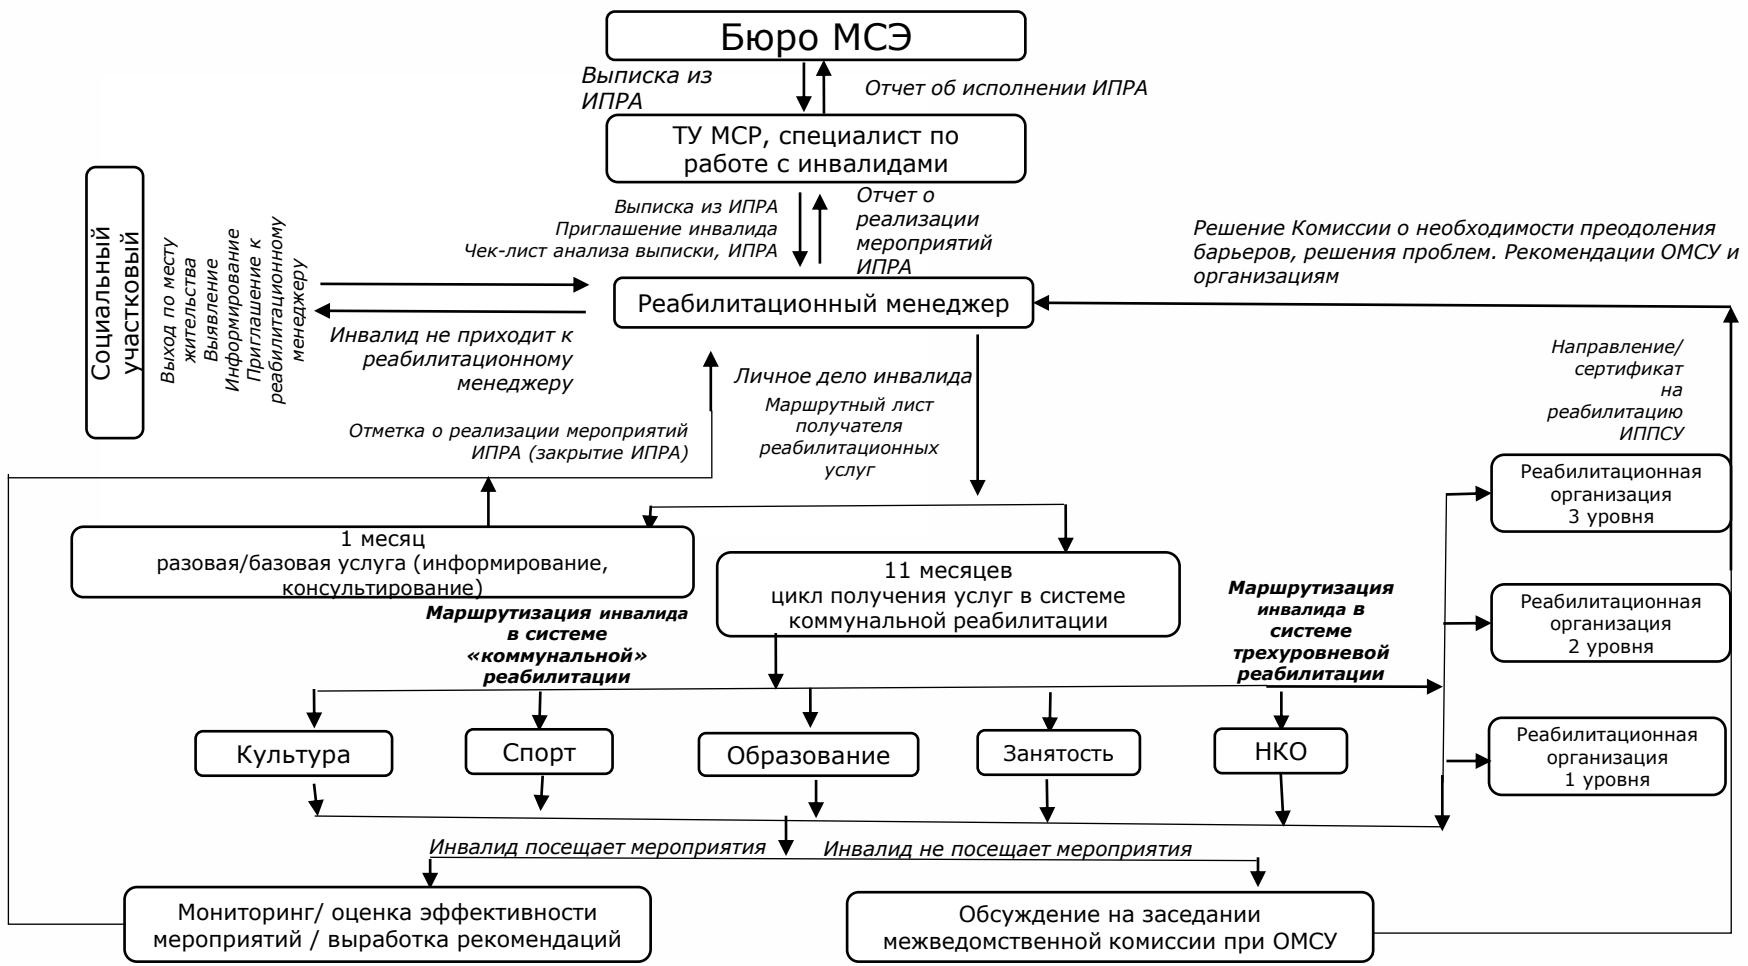 Бюро МСЭ
Выписка из
ИПРА
Отчет об исполнении ИПРА
ТУ МСР, специалист по
работе с инвалидами
Выписка из ИПРА
Приглашение инвалида
Чек-лист анализа выписки, ИПРА
Отчет о
реализации
мероприятий
ИПРА
Решение Комиссии о необходимости преодоления
барьеров, решения проблем. Рекомендации ОМСУ и
организациям
Социальный
участковый
Выход по месту
жительства
Выявление
Информирование
Приглашение к
реабилитационному
менеджеру
Реабилитационный менеджер
Инвалид не приходит к
реабилитационному
менеджеру
Личное дело инвалида
Маршрутный лист
получателя
реабилитационных
услуг
Направление/
сертификат
на
реабилитацию
ИППСУ
Отметка о реализации мероприятий
ИПРА (закрытие ИПРА)
Реабилитационная
организация
3 уровня
1 месяц
разовая/базовая услуга (информирование,
консультирование)
11 месяцев
цикл получения услуг в системе
коммунальной реабилитации
Маршрутизация инвалида
в системе
«коммунальной»
реабилитации
Маршрутизация
инвалида в
системе
трехуровневой
реабилитации
Реабилитационная
организация
2 уровня
Культура
Спорт
Образование
Занятость
НКО
Реабилитационная
организация
1 уровня
Инвалид посещает мероприятия
Инвалид не посещает мероприятия
Мониторинг/ оценка эффективности
мероприятий / выработка рекомендаций
Обсуждение на заседании
межведомственной комиссии при ОМСУ